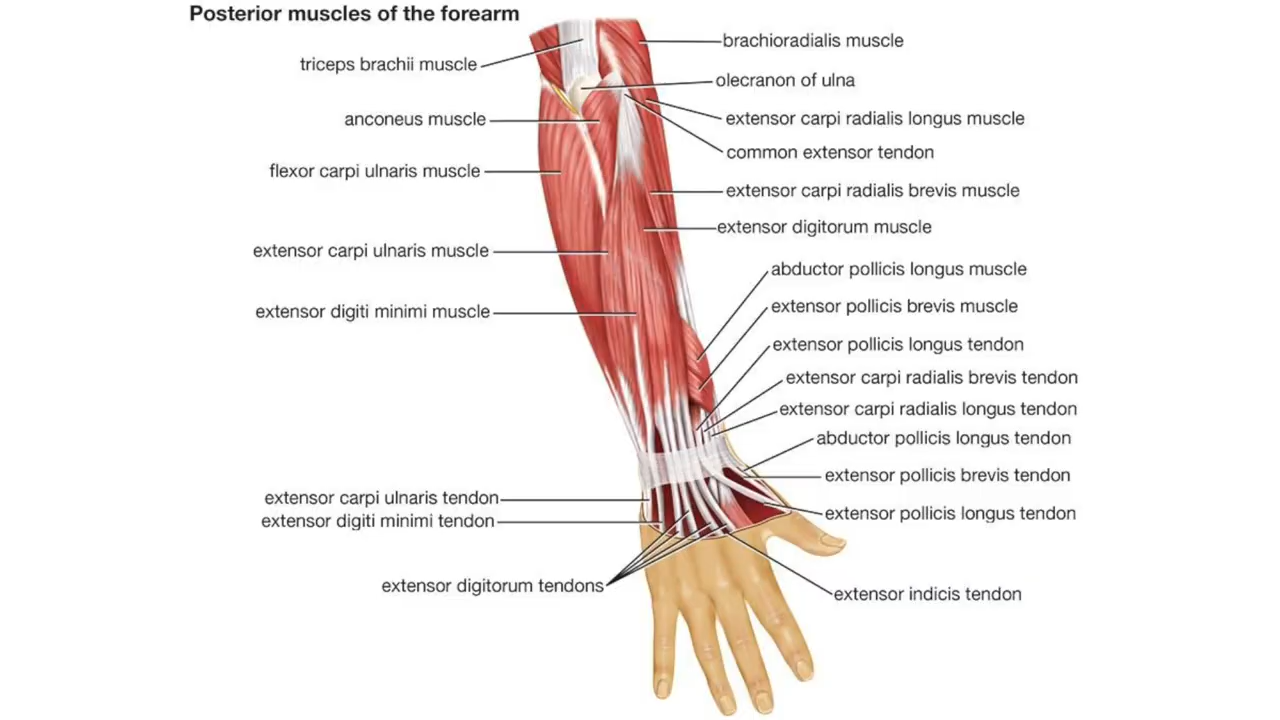 Posterior muscles of the forearm
triceps brachii muscle
anconeus muscle
flexor carpi ulnaris muscle
extensor carpi ulnaris muscle
extensor digiti minimi muscle
extensor carpi ulnaris tendon
extensor digiti minimi tendon
extensor digitorum tendons
brachioradialis muscle
olecranon of ulna
extensor carpi radialis longus muscle
common extensor tendon
extensor carpi radialis brevis muscle
extensor digitorum muscle
abductor pollicis longus muscle
extensor pollicis brevis muscle
extensor pollicis longus tendon
extensor carpi radialis brevis tendon
extensor carpi radialis longus tendon
abductor pollicis longus tendon
extensor pollicis brevis tendon
extensor pollicis longus tendon
extensor indicis tendon